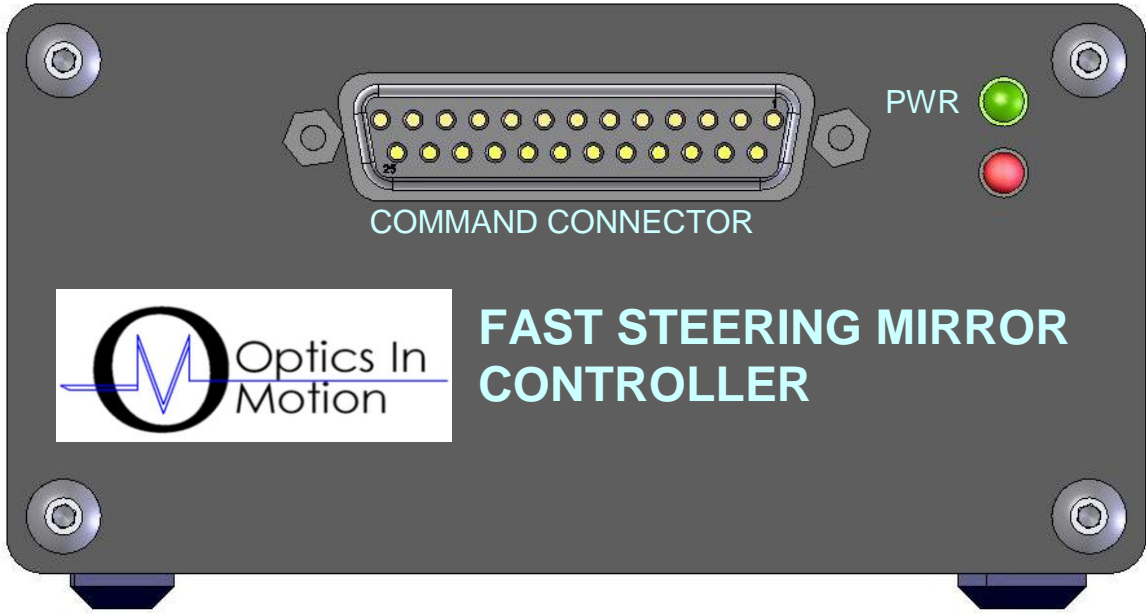 1
PWR
25
COMMAND CONNECTOR
Optics In
Motion
FAST STEERING MIRROR
CONTROLLER